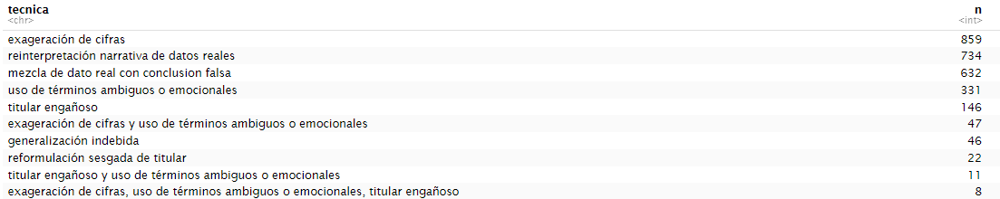 tecnica n
<chr> <int>
exageración de cifras 859
reinterpretación narrativa de datos reales 734
mezcla de dato real con conclusion falsa 632
uso de términos ambiguos o emocionales 331
titular engañoso 146
exageración de cifras y uso de términos ambiguos o emocionales 47
generalización indebida 46
reformulación sesgada de titular 22
titular engañoso y uso de términos ambiguos o emocionales 11
exageración de cifras, uso de términos ambiguos o emocionales, titular engañoso 8